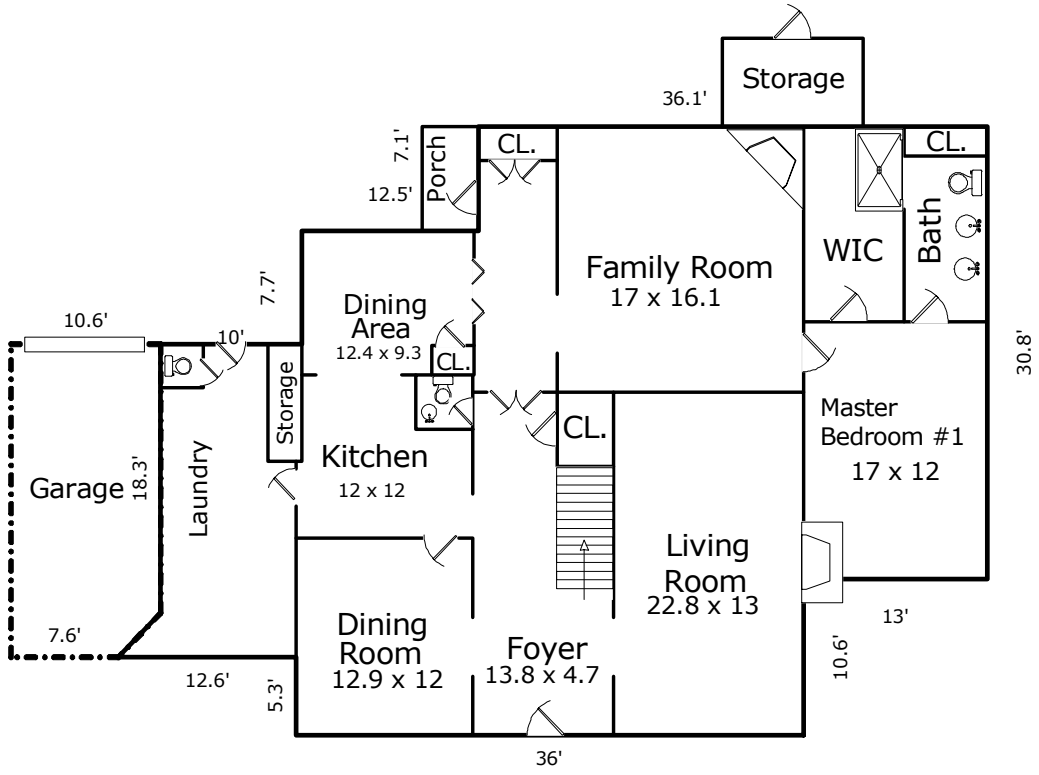 Storage
36.1'
CL.
CL.
7.1'
Porch
12.5'
Bath
WIC
Family Room
17 x 16.1
7.7'
Dining
Area
12.4 x 9.3
10.6'
10'
CL.
30.8'
Storage
CL.
Master
Bedroom #1
17 x 12
Kitchen
12 x 12
Garage
18.3'
Laundry
Living
Room
22.8 x 13
13'
7.6'
Dining
Room
12.9 x 12
Foyer
13.8 x 4.7
10.6'
12.6'
5.3'
36'